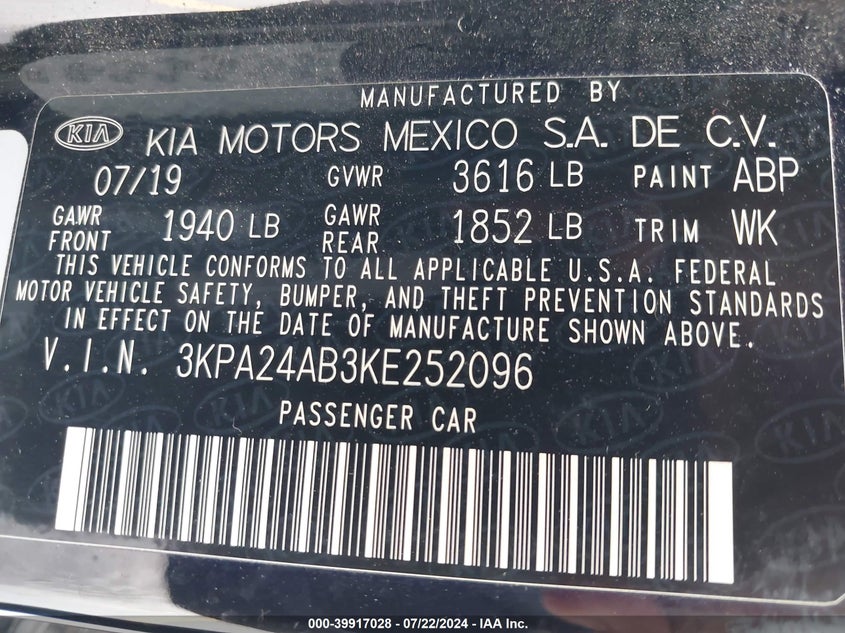 MANUFACTURED BY
KIA KIA MOTORS MEXICO S.A. DE C.V.
07/19 GVWR 3616 LB PAINT ABP
GAWR FRONT 1940 LB GAWR REAR 1852 LB TRIM WK
THIS VEHICLE CONFORMS TO ALL APPLICABLE U.S.A. FEDERAL
MOTOR VEHICLE SAFETY, BUMPER, AND THEFT PREVENTION STANDARDS
IN EFFECT ON THE DATE OF MANUFACTURE SHOWN ABOVE.
V.I.N. 3KPA24AB3KE252096
PASSENGER CAR
000-39917028 - 07/22/2024 - IAA Inc.